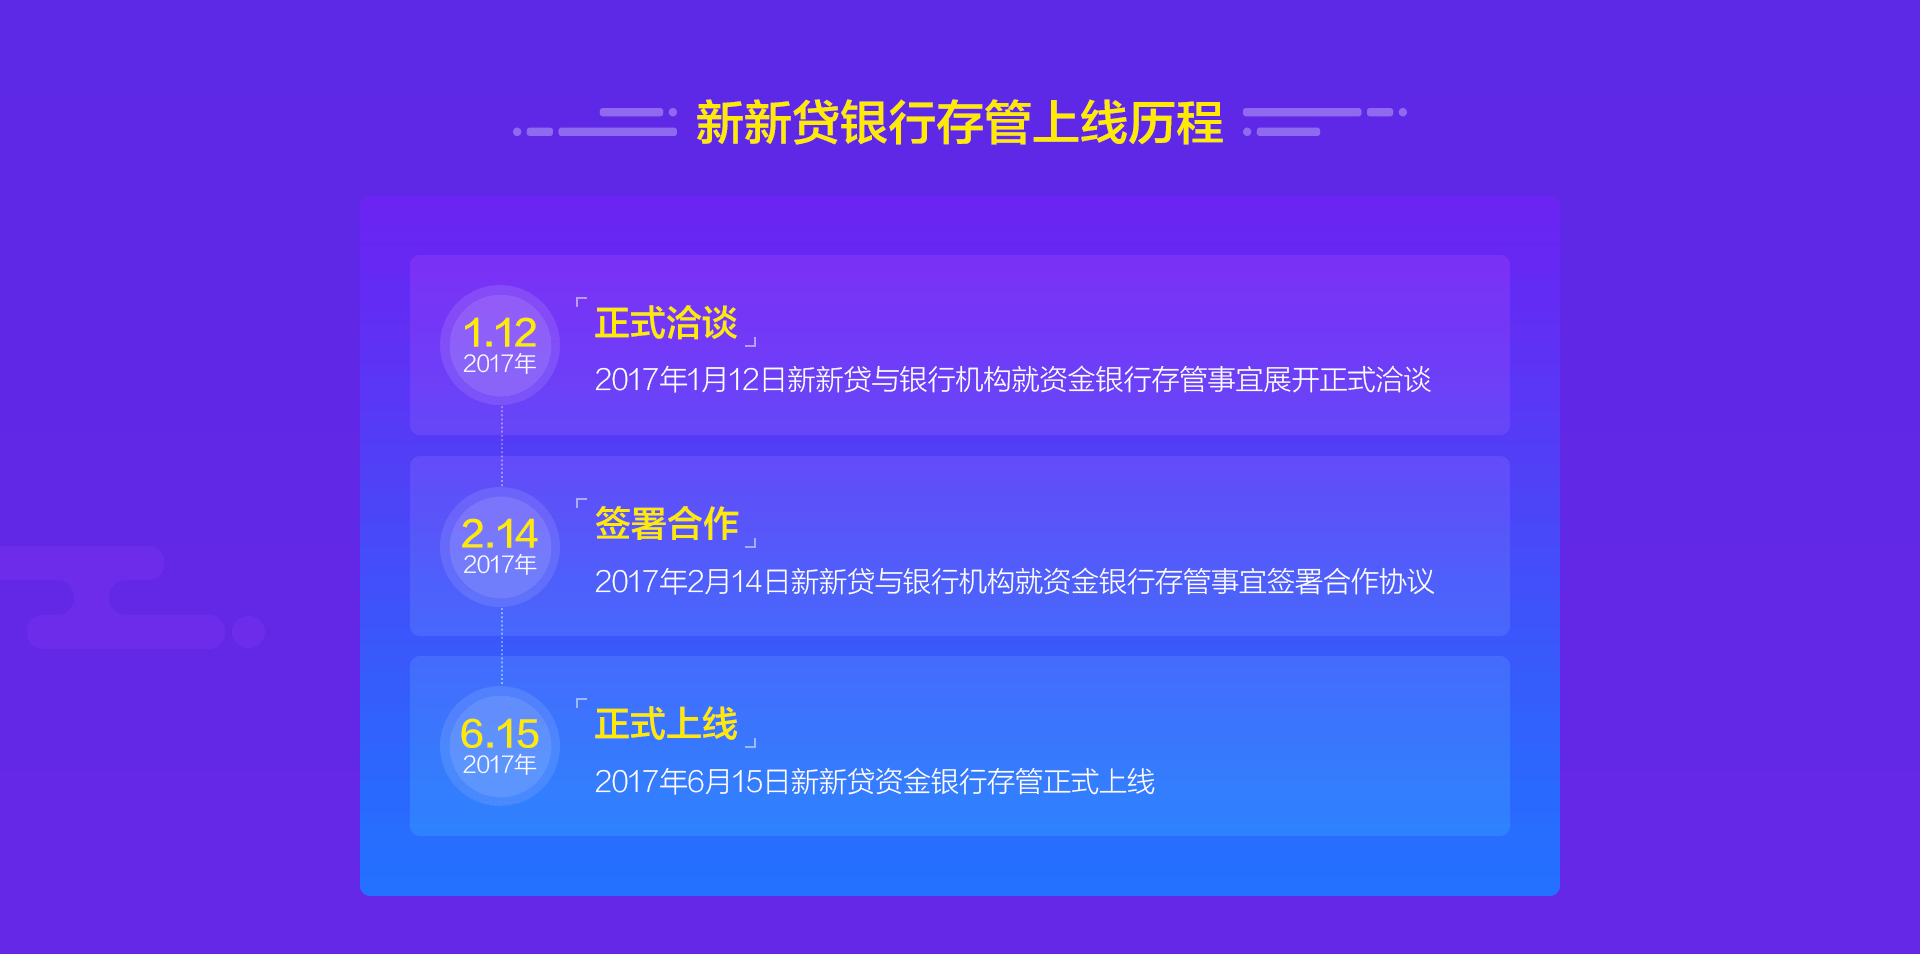 新新贷银行存管上线历程
1.12
2017年
正式洽谈
2017年1月12日新新贷与银行机构就资金银行存管事宜展开正式洽谈
2.14
2017年
签署合作
2017年2月14日新新贷与银行机构就资金银行存管事宜签署合作协议
6.15
2017年
正式上线
2017年6月15日新新贷资金银行存管正式上线